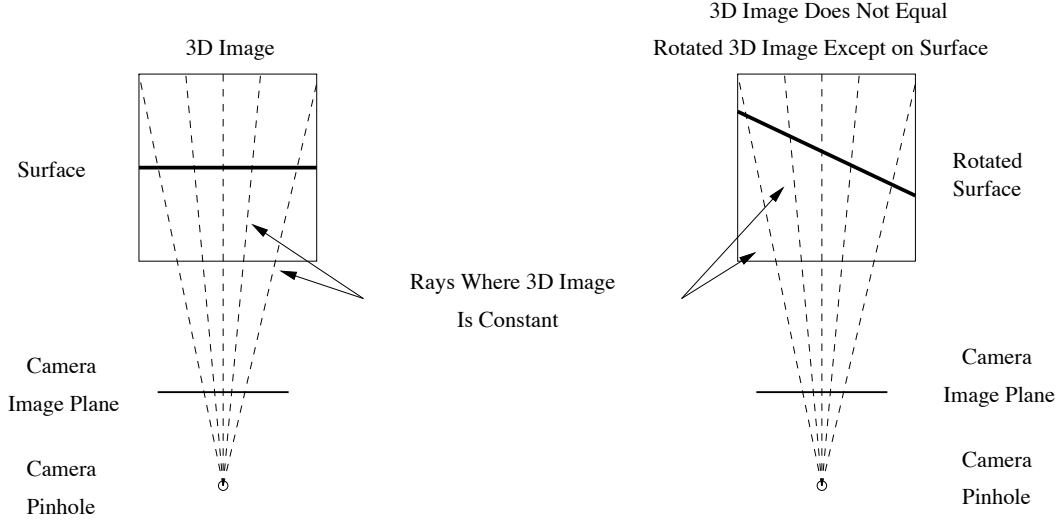 3D Image Does Not Equal
3D Image
Rotated 3D Image Except on Surface
Surface
Rotated
Surface
Rays Where 3D Image
Is Constant
Camera
Image Plane
Camera
Image Plane
Camera
Pinhole
Camera
Pinhole